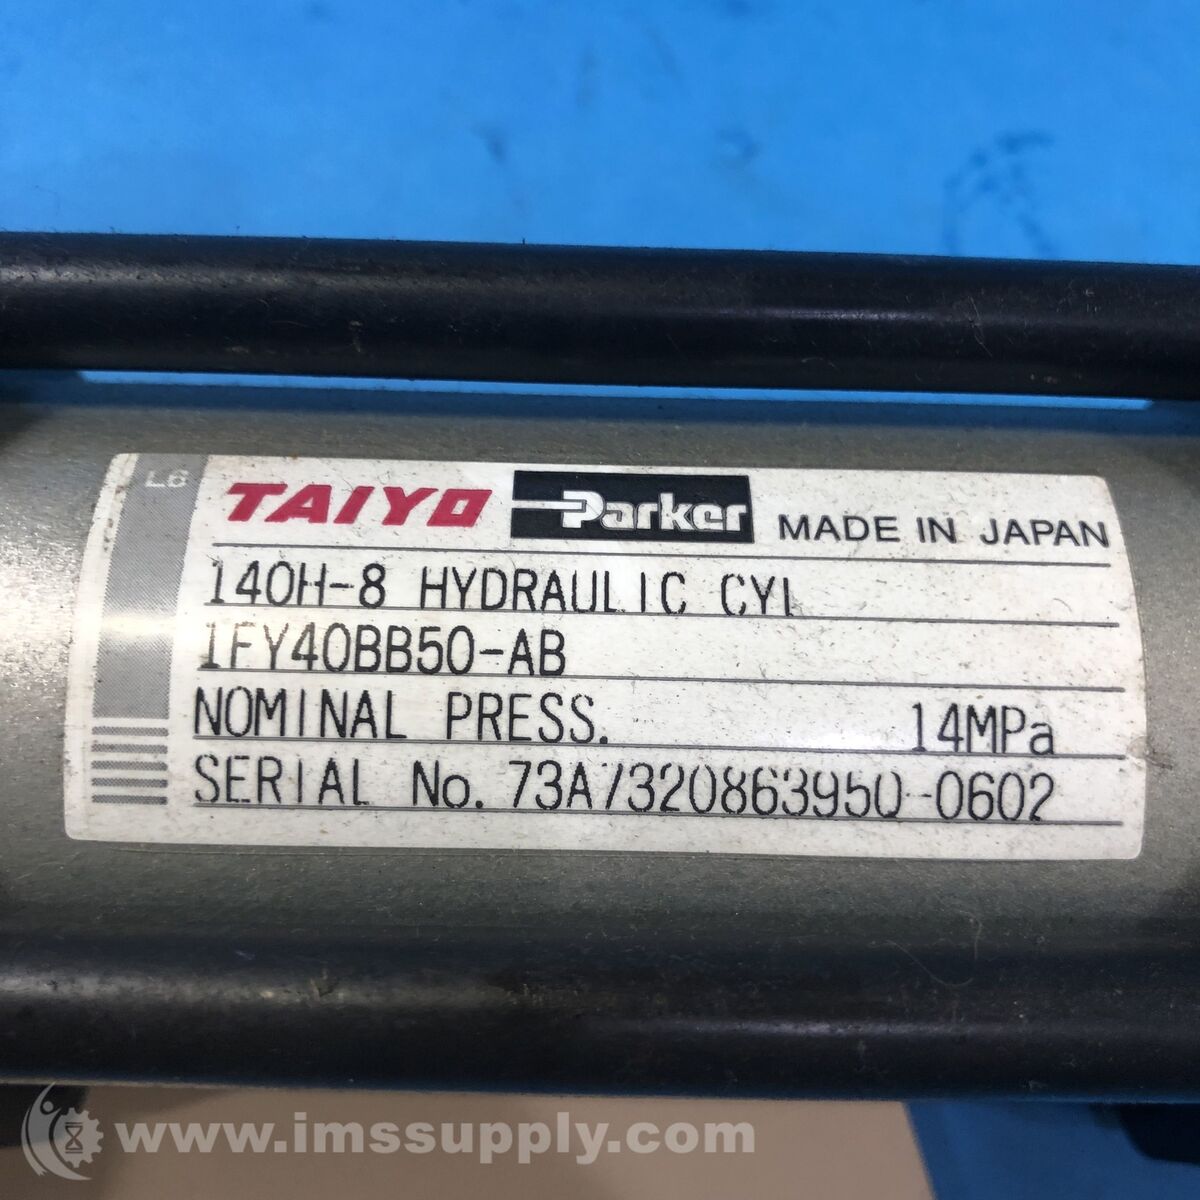 L6
TAIYO Parker MADE IN JAPAN
140H-8 HYDRAULIC CYL
1FY40BB50-AB
NOMINAL PRESS. 14MPa
SERIAL No. 73A7320863950-0602
www.imssupply.com